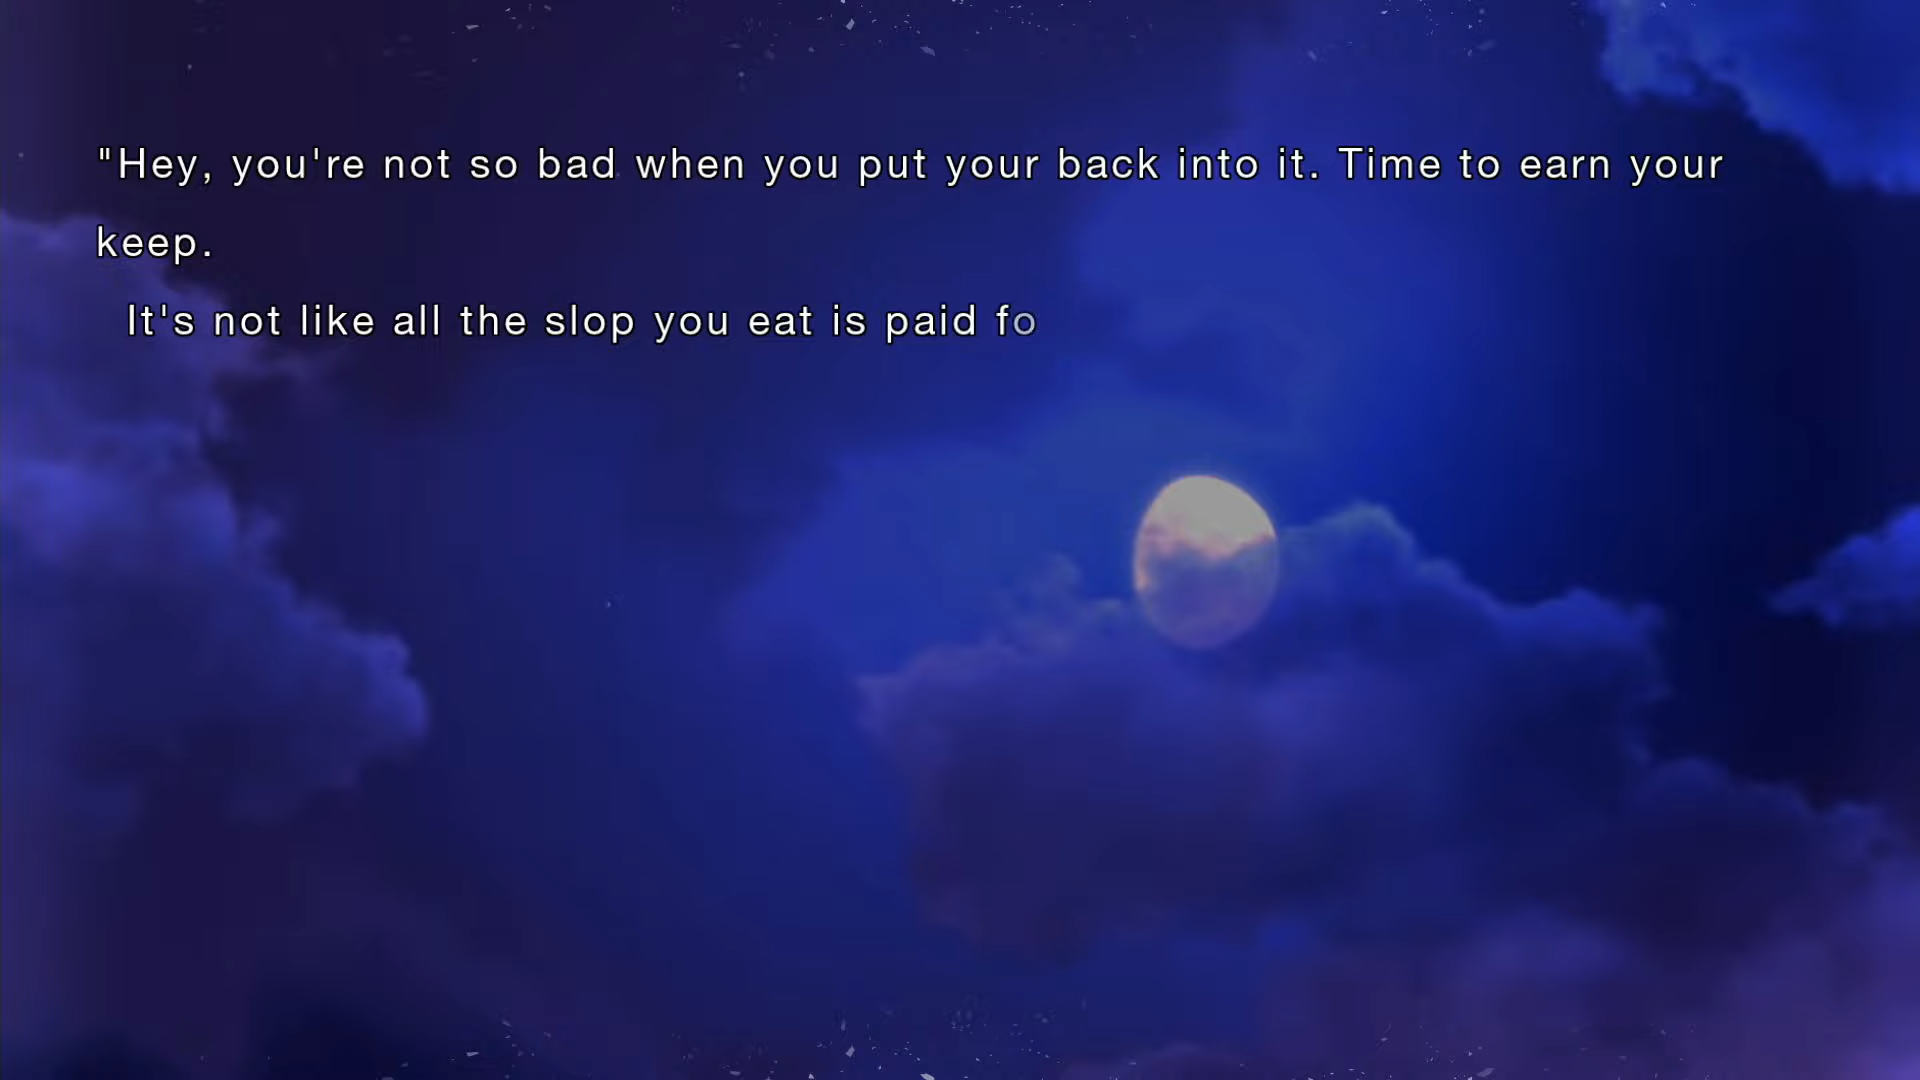 "Hey, you're not so bad when you put your back into it. Time to earn your
keep.
It's not like all the slop you eat is paid fo